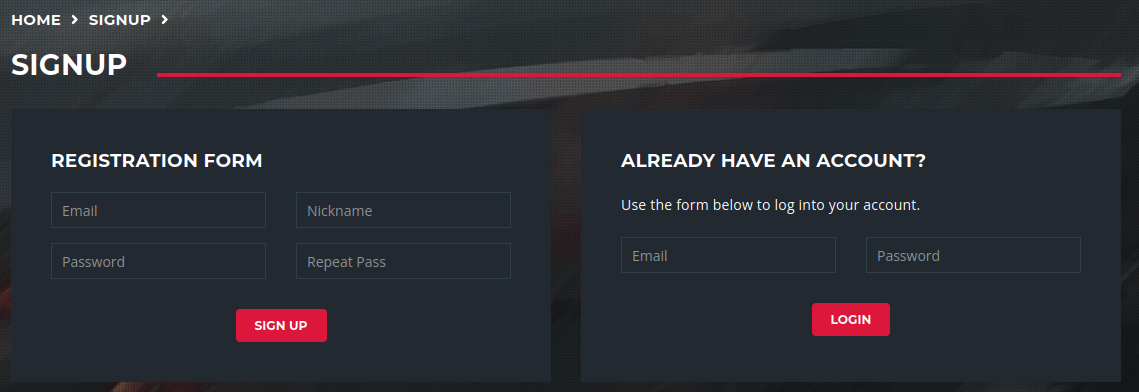 HOME > SIGNUP >
SIGNUP
REGISTRATION FORM
Email
Nickname
Password
Repeat Pass
SIGN UP
ALREADY HAVE AN ACCOUNT?
Use the form below to log into your account.
Email
Password
LOGIN